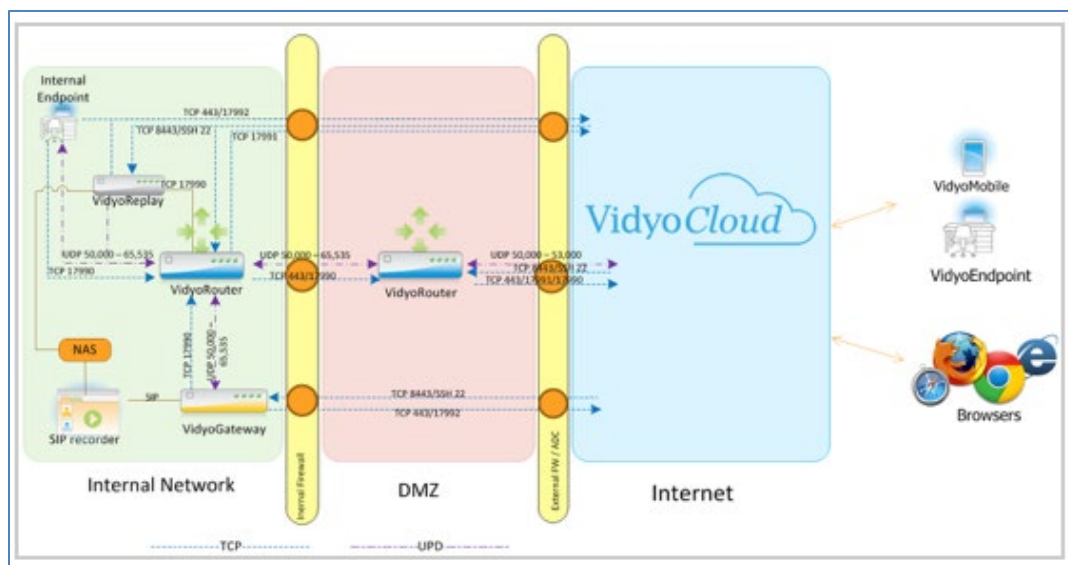 Internal
Endpoint
TCP 443/17992
TCP 8443/SSH 22
TCP 17991
TCP 17990
VidyoReplay
UDP 50,000 – 65,535
TCP 17990
VidyoRouter
UDP 50,000 – 65,535
TCP 443/17990
VidyoRouter
UDP 50,000 – 53,000
TCP 8443/SSH 22
TCP 443/17991/17990
VidyoCloud
VidyoMobile
VidyoEndpoint
Browsers
TCP 17990
UDP 50,000 –
65,535
NAS
SIP
SIP recorder
VidyoGateway
TCP 8443/SSH 22
TCP 443/17992
Inernal Firewall
External FW / ADC
Internal Network
DMZ
Internet
TCP
UPD